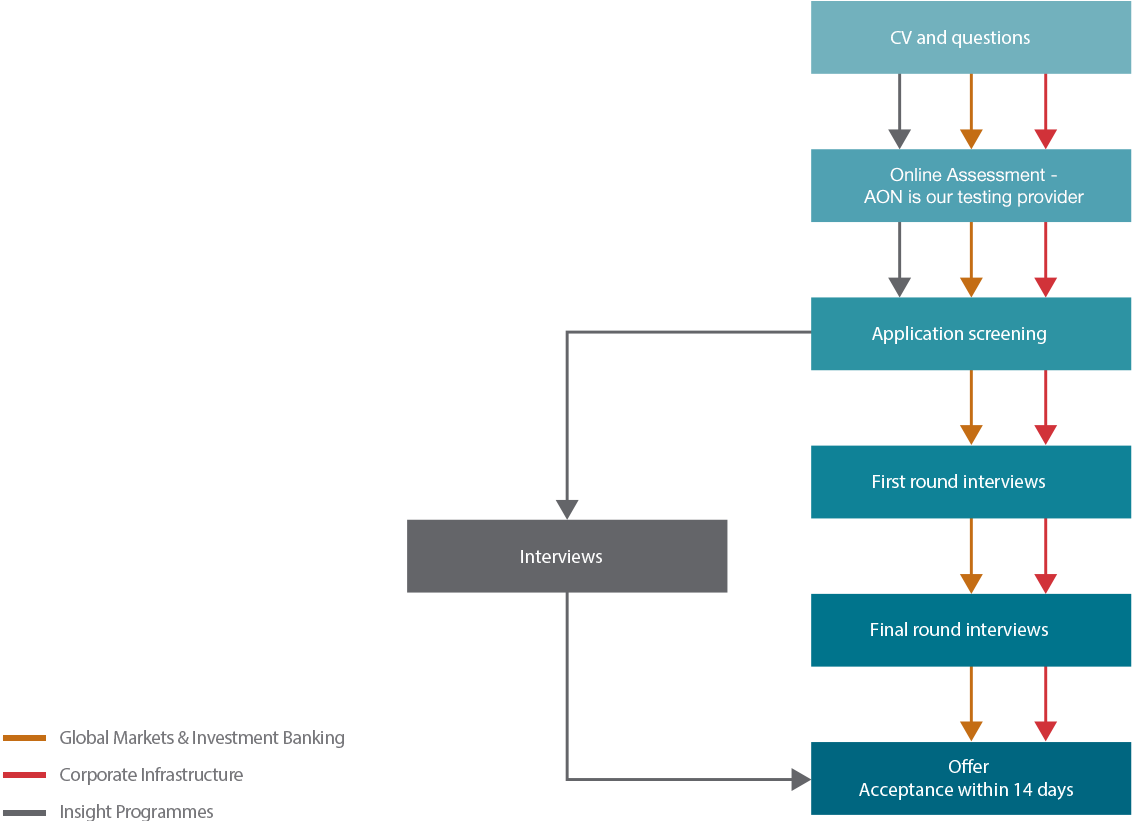 CV and questions
Online Assessment -
AON is our testing provider
Application screening
First round interviews
Interviews
Final round interviews
Global Markets & Investment Banking
Corporate Infrastructure
Insight Programmes
Offer
Acceptance within 14 days